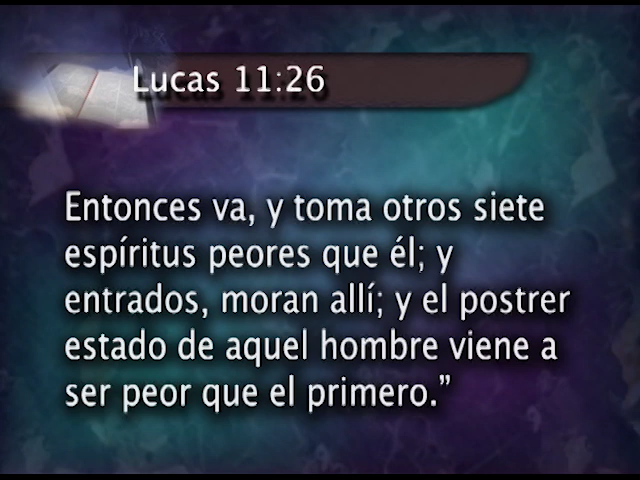 Lucas 11:26
Entonces va, y toma otros siete
espíritus peores que él; y
entrados, moran allí; y el postrer
estado de aquel hombre viene a
ser peor que el primero.”